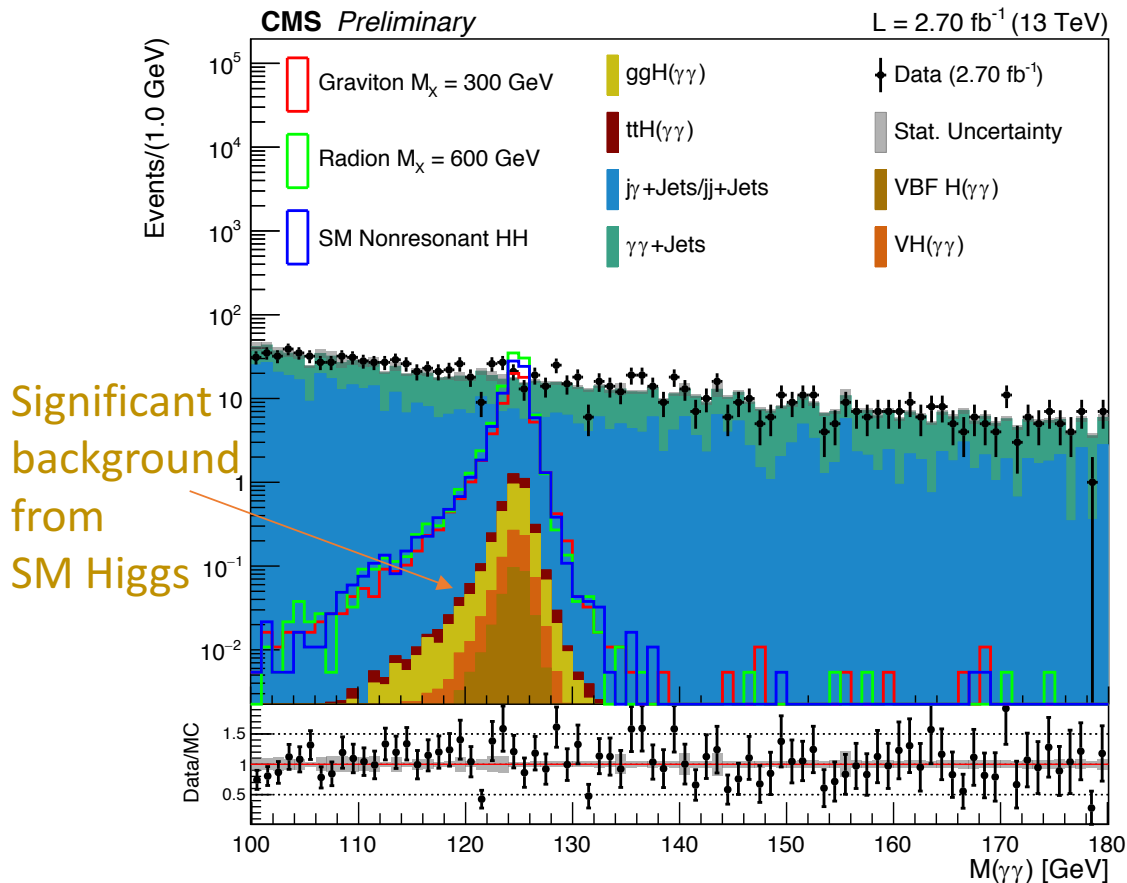 CMS Preliminary
L = 2.70 fb⁻¹ (13 TeV)
Events/(1.0 GeV)
10⁵
10⁴
10³
10²
10
1
10⁻¹
10⁻²
Graviton Mₓ = 300 GeV
Radion Mₓ = 600 GeV
SM Nonresonant HH
ggH(γγ)
ttH(γγ)
jγ+Jets/jj+Jets
γγ+Jets
Data (2.70 fb⁻¹)
Stat. Uncertainty
VBF H(γγ)
VH(γγ)
Significant
background
from
SM Higgs
Data/MC
1.5
1
0.5
100 110 120 130 140 150 160 170 180
M(γγ) [GeV]